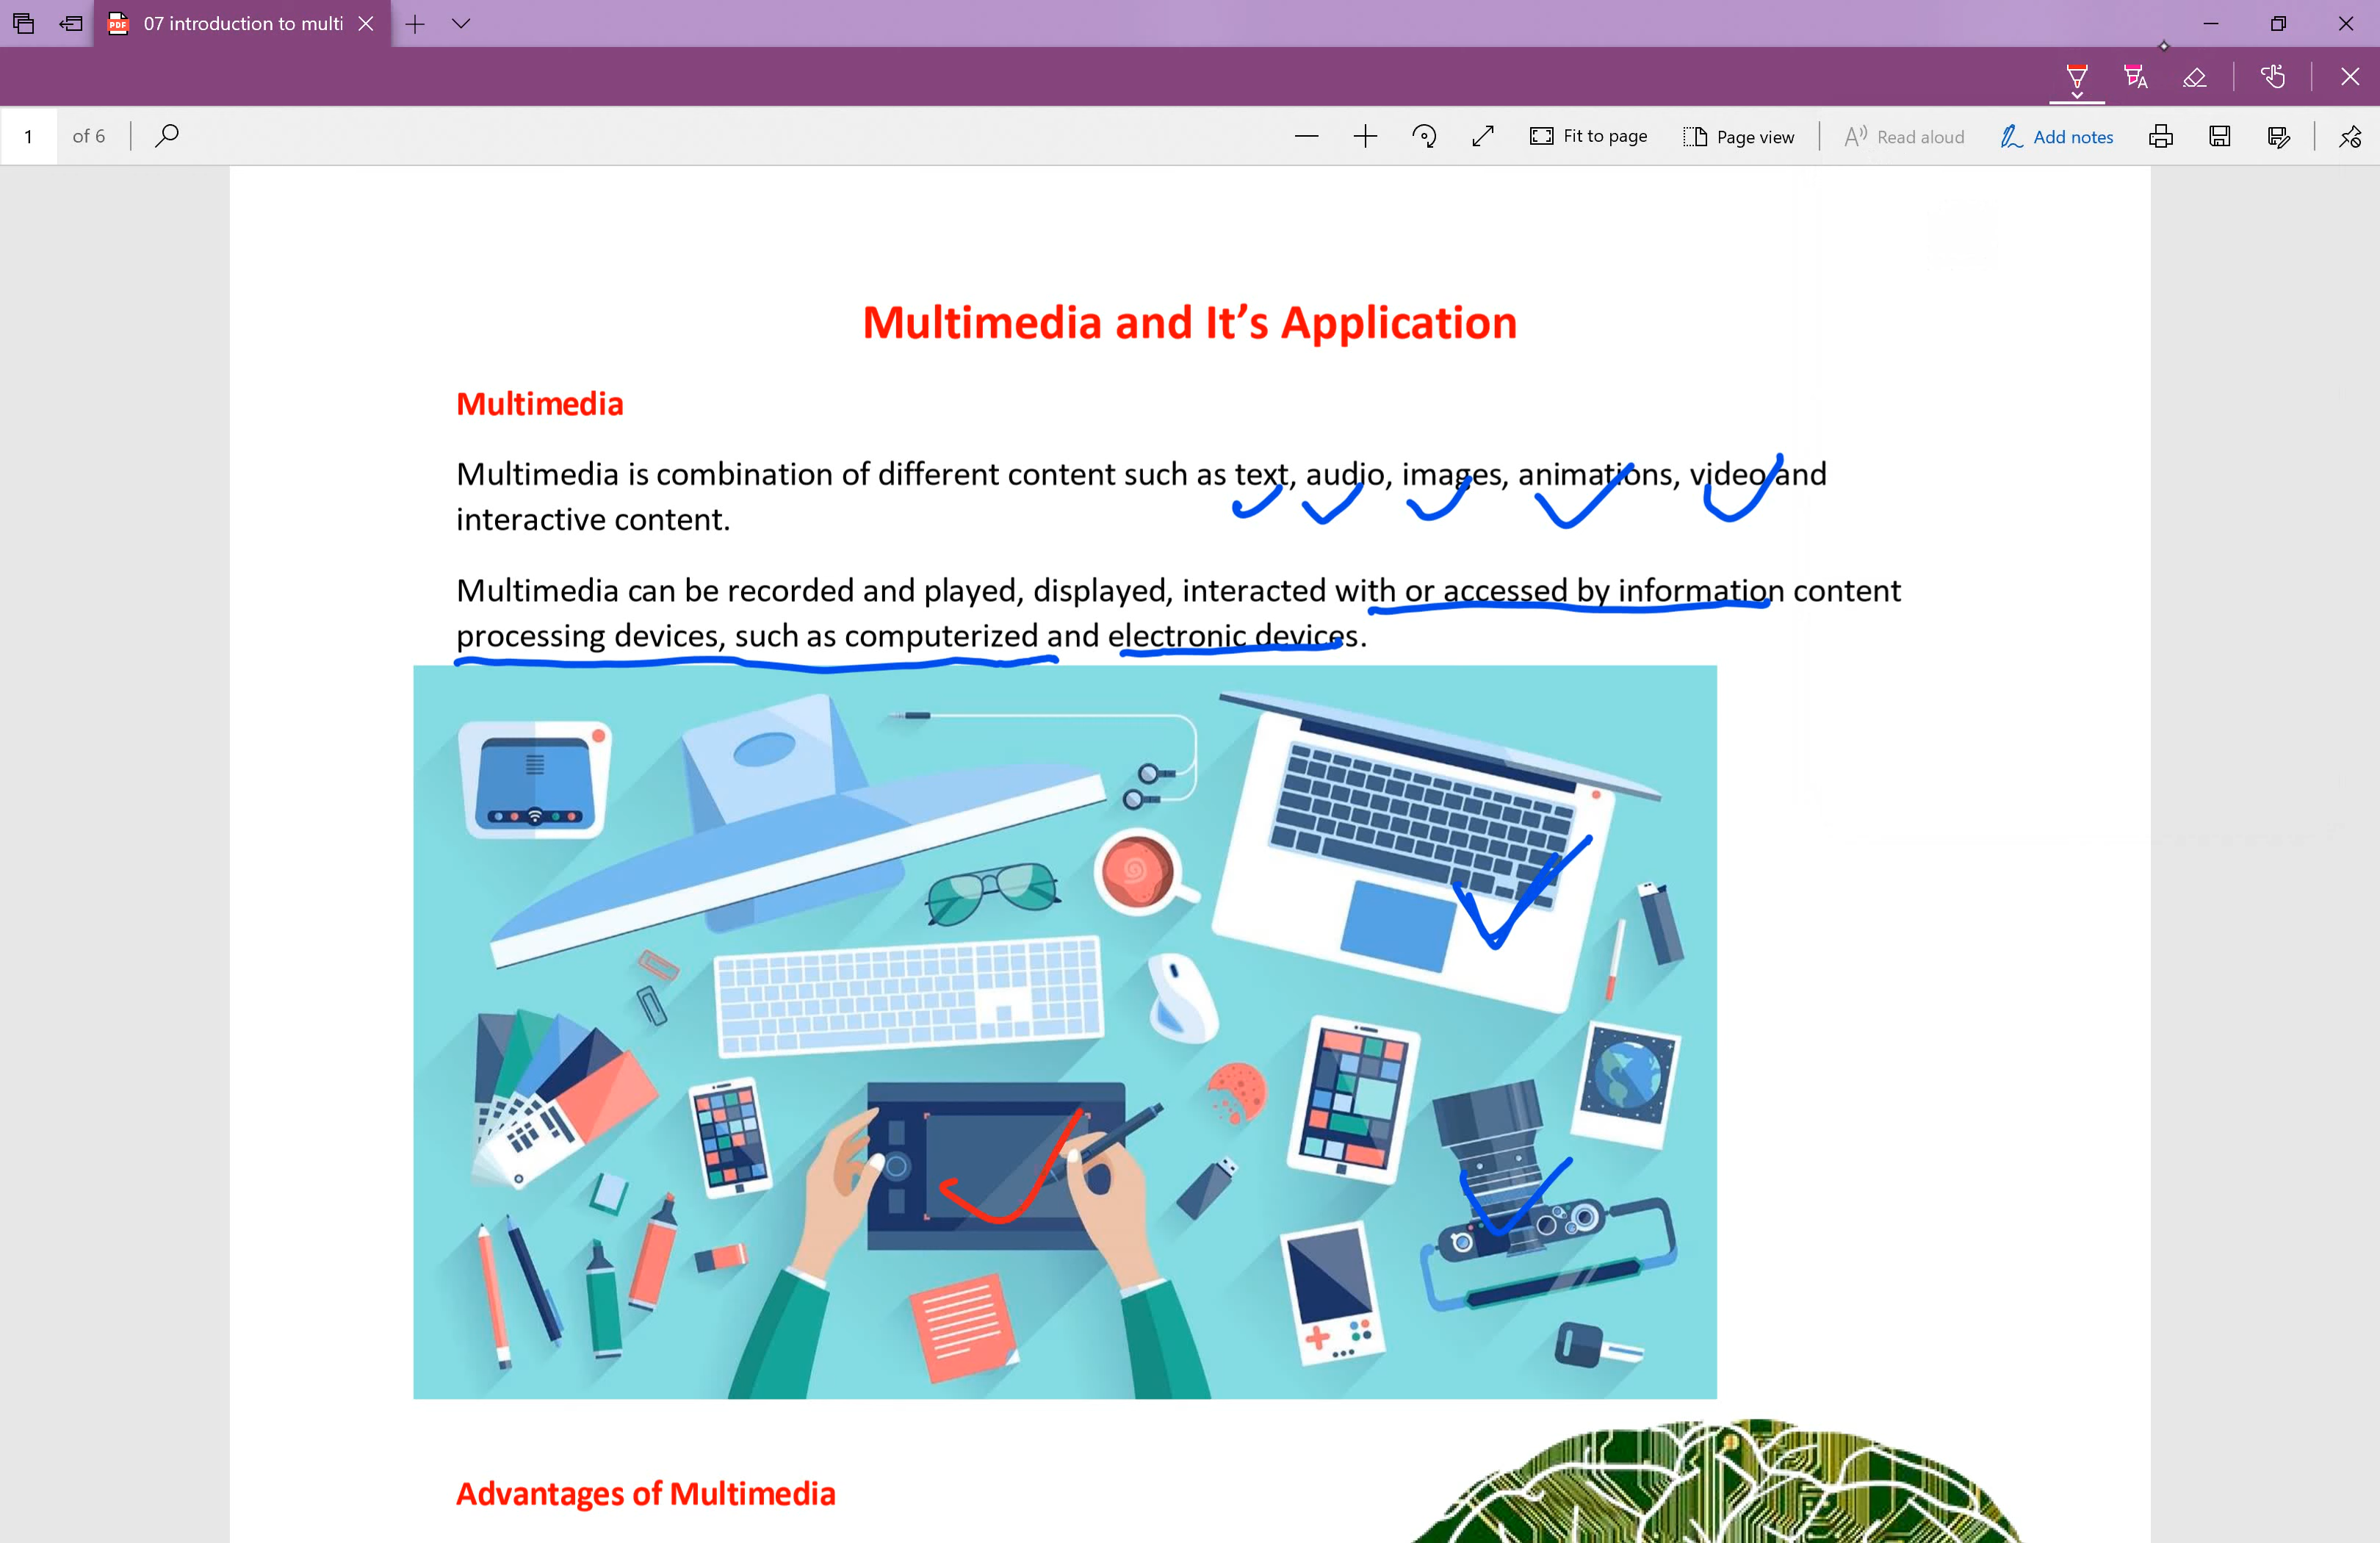 07 introduction to multi
1 of 6
Fit to page
Page view
Read aloud
Add notes
Multimedia and It’s Application
Multimedia
Multimedia is combination of different content such as text, audio, images, animations, video and
interactive content.
Multimedia can be recorded and played, displayed, interacted with or accessed by information content
processing devices, such as computerized and electronic devices.
Advantages of Multimedia